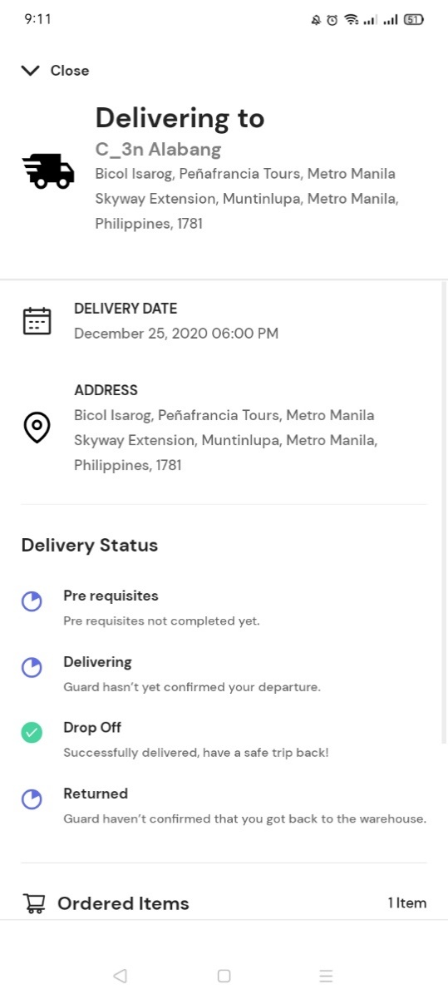 9:11
51
Close
Delivering to
C_3n Alabang
Bicol Isarog, Peñafrancia Tours, Metro Manila
Skyway Extension, Muntinlupa, Metro Manila,
Philippines, 1781
DELIVERY DATE
December 25, 2020 06:00 PM
ADDRESS
Bicol Isarog, Peñafrancia Tours, Metro Manila
Skyway Extension, Muntinlupa, Metro Manila,
Philippines, 1781
Delivery Status
Pre requisites
Pre requisites not completed yet.
Delivering
Guard hasn't yet confirmed your departure.
Drop Off
Successfully delivered, have a safe trip back!
Returned
Guard haven't confirmed that you got back to the warehouse.
Ordered Items 1 Item